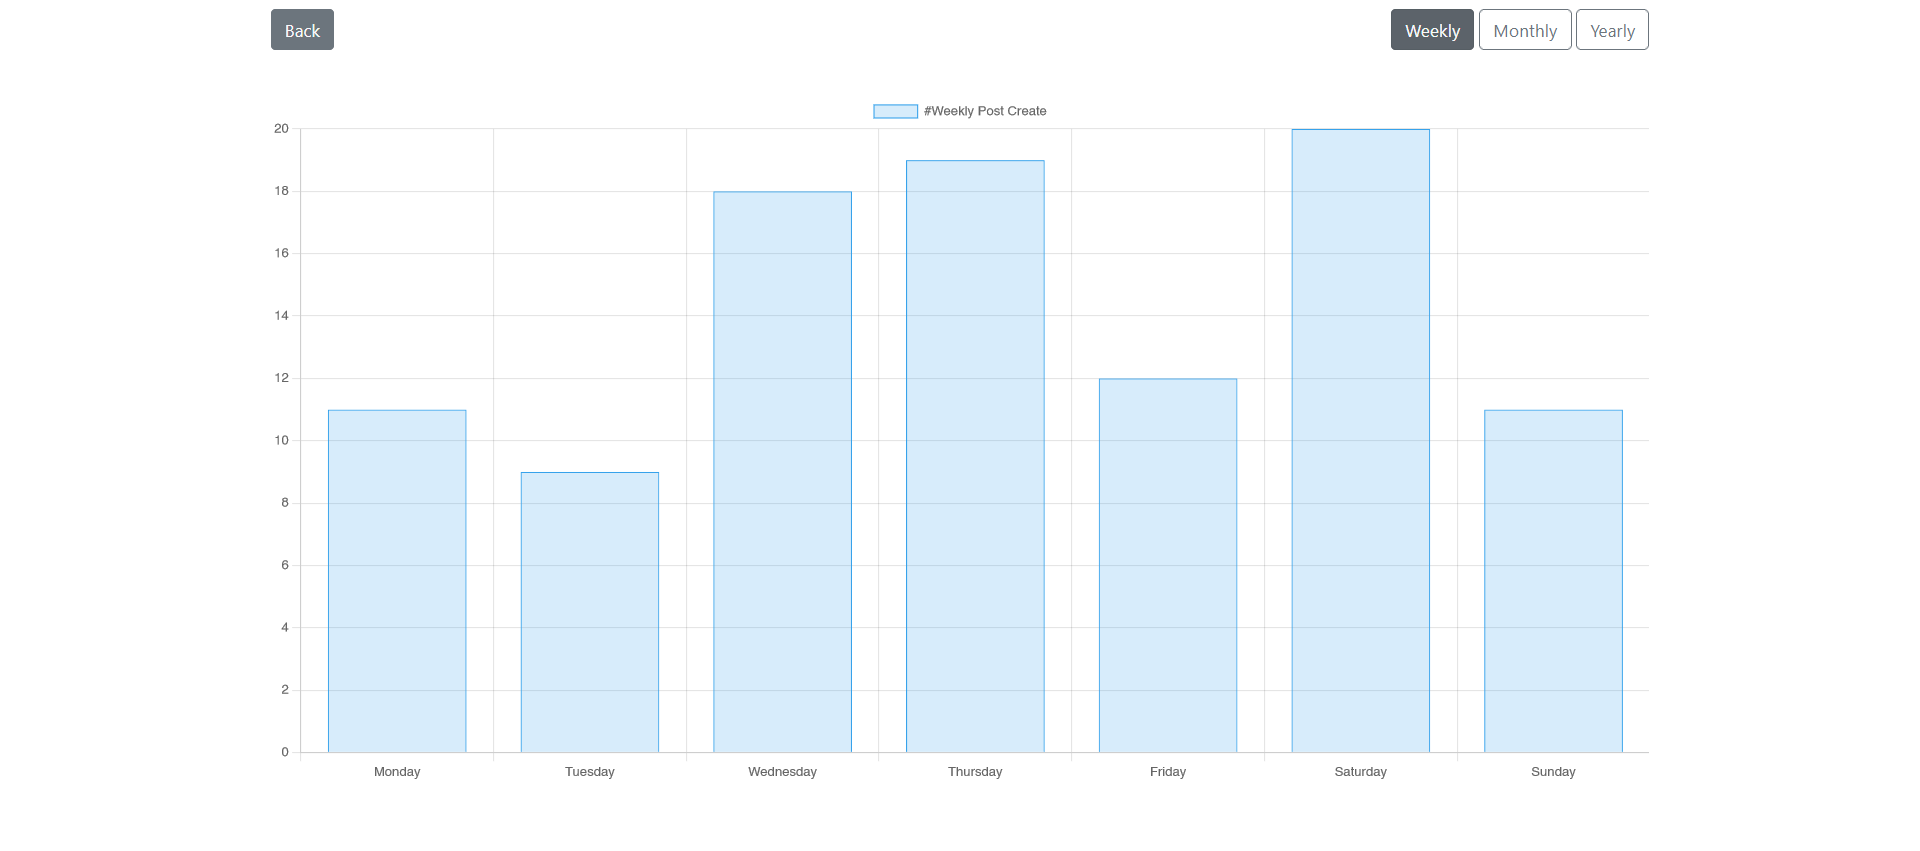 Back
Weekly Monthly Yearly
#Weekly Post Create
20
18
16
14
12
10
8
6
4
2
0
Monday Tuesday Wednesday Thursday Friday Saturday Sunday